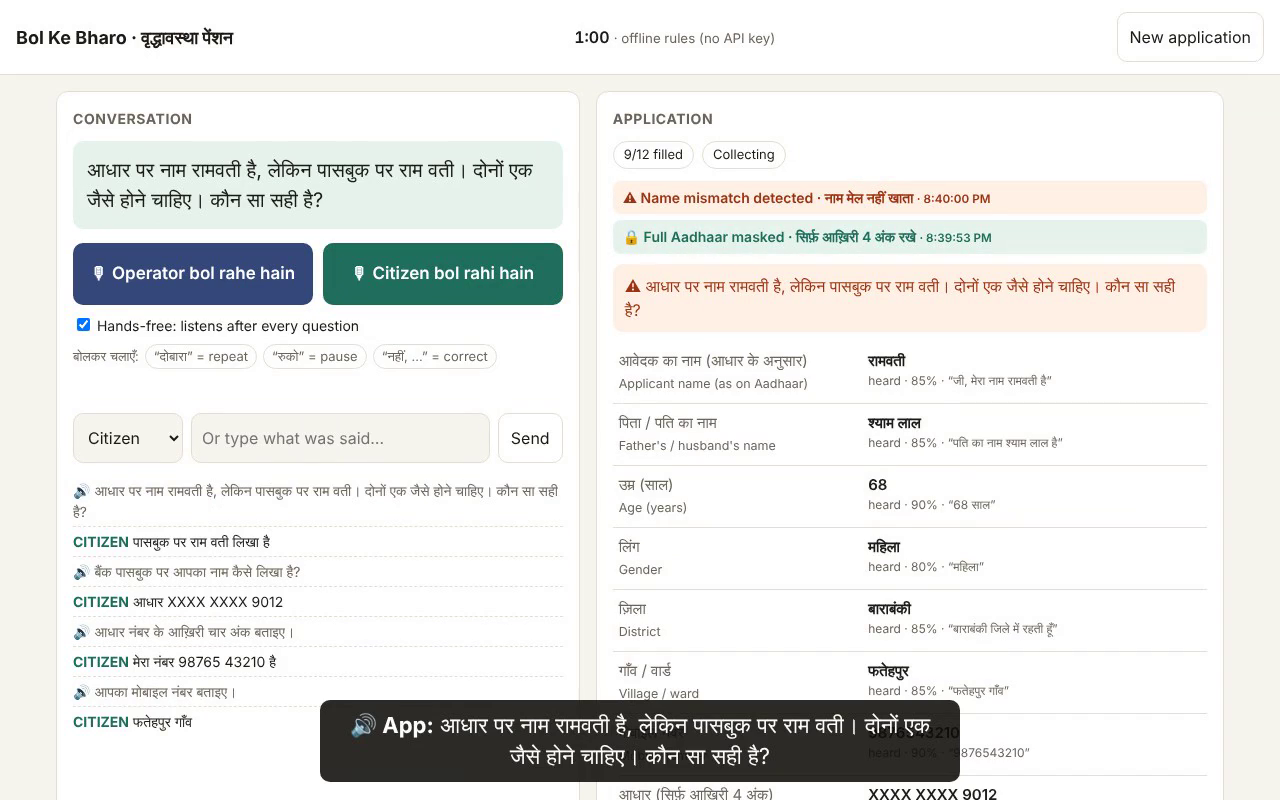 Bol Ke Bharo · वृद्धावस्था पेंशन
1:00 · offline rules (no API key)
New application
CONVERSATION
आधार पर नाम रामवती है, लेकिन पासबुक पर राम वती। दोनों एक
जैसे होने चाहिए। कौन सा सही है?
🎙 Operator bol rahe hain
🎙 Citizen bol rahi hain
Hands-free: listens after every question
बोलकर चलाएँ:
“दोबारा” = repeat
“रुको” = pause
“नहीं, …” = correct
Citizen
Or type what was said…
Send
🔊 आधार पर नाम रामवती है, लेकिन पासबुक पर राम वती। दोनों एक जैसे होने चाहिए। कौन सा सही
है?
CITIZEN पासबुक पर राम वती लिखा है
🔊 बैंक पासबुक पर आपका नाम कैसे लिखा है?
CITIZEN आधार XXXX XXXX 9012
🔊 आधार नंबर के आख़िरी चार अंक बताइए।
CITIZEN मेरा नंबर 98765 43210 है
🔊 आपका मोबाइल नंबर बताइए।
CITIZEN फतेहपुर गाँव
APPLICATION
9/12 filled
Collecting
⚠ Name mismatch detected · नाम मेल नहीं खाता · 8:40:00 PM
🔒 Full Aadhaar masked · सिर्फ़ आख़िरी 4 अंक रखे · 8:39:53 PM
⚠ आधार पर नाम रामवती है, लेकिन पासबुक पर राम वती। दोनों एक जैसे होने चाहिए। कौन सा सही
है?
आवेदक का नाम (आधार के अनुसार)
Applicant name (as on Aadhaar)
रामवती
heard · 85% · “जी, मेरा नाम रामवती है”
पिता / पति का नाम
Father's / husband's name
श्याम लाल
heard · 85% · “पति का नाम श्याम लाल है”
उम्र (साल)
Age (years)
68
heard · 90% · “68 साल”
लिंग
Gender
महिला
heard · 80% · “महिला”
ज़िला
District
बाराबंकी
heard · 85% · “बाराबंकी जिले में रहती हूँ”
गाँव / वार्ड
Village / ward
फतेहपुर
heard · 85% · “फतेहपुर गाँव”
9876543210
heard · 90% · “9876543210”
आधार (सिर्फ़ आख़िरी 4 अंक)
XXXX XXXX 9012
🔊 App: आधार पर नाम रामवती है, लेकिन पासबुक पर राम वती। दोनों एक
जैसे होने चाहिए। कौन सा सही है?